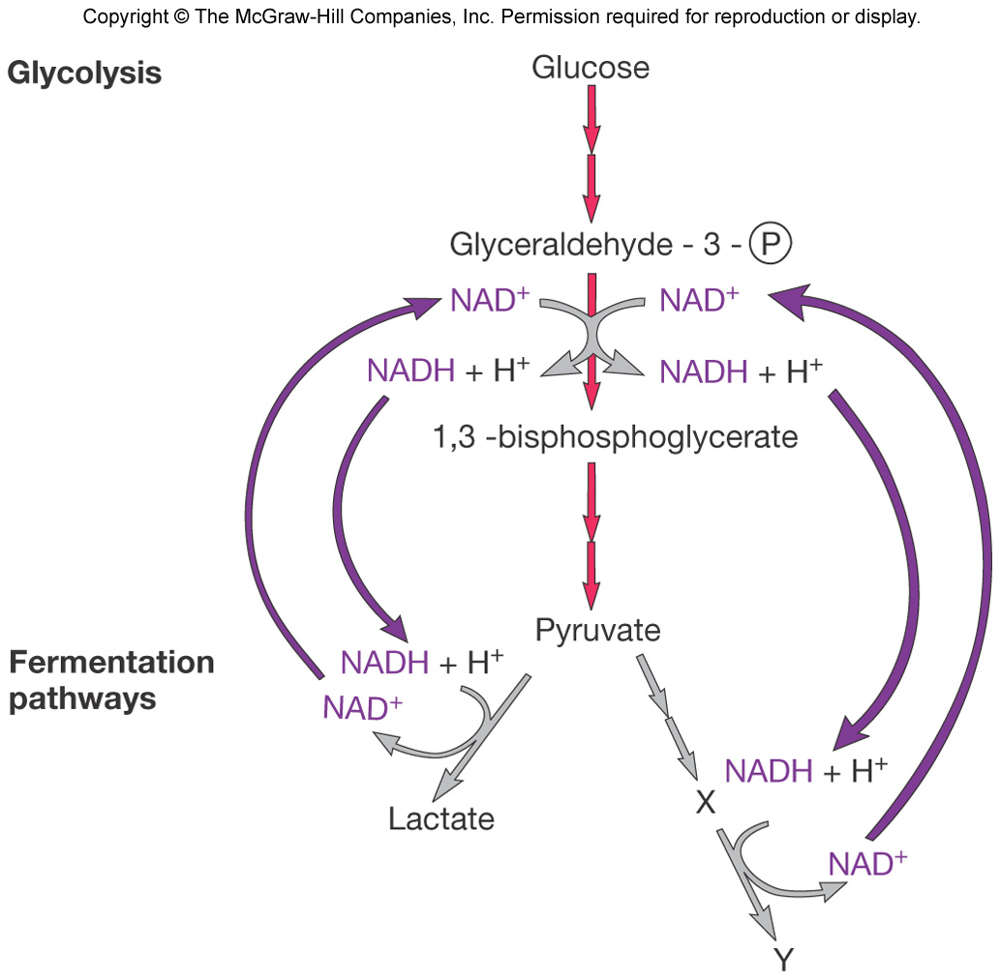 Copyright © The McGraw-Hill Companies, Inc. Permission required for reproduction or display.
Glycolysis
Glucose
Glyceraldehyde - 3 - P
NAD+
NAD+
NADH + H+
NADH + H+
1,3 -bisphosphoglycerate
Pyruvate
Fermentation
pathways
NADH + H+
NAD+
Lactate
NADH + H+
X
NAD+
Y